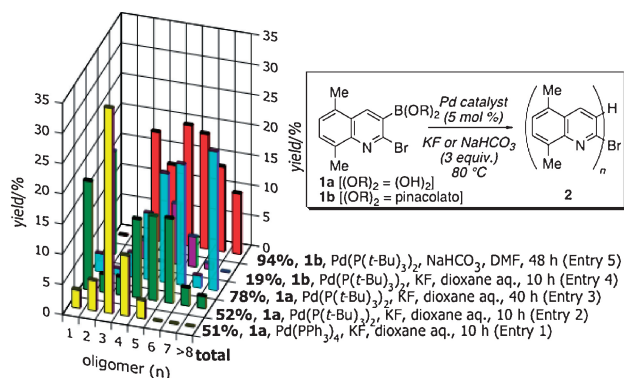 35
30
25
20
15
10
5
0
yield/%
35
30
25
20
15
10
5
0
yield/%
1 2 3 4 5 6 7 >8 total
oligomer (n)
Me
B(OR)2
N
Br
Me
Pd catalyst
(5 mol %)
KF or NaHCO3
(3 equiv.)
80 °C
Me
H
N
Br
Me
n
1a [(OR)2 = (OH)2]
1b [(OR)2 = pinacolato]
2
94%, 1b, Pd(P(t-Bu)3)2, NaHCO3, DMF, 48 h (Entry 5)
19%, 1b, Pd(P(t-Bu)3)2, KF, dioxane aq., 10 h (Entry 4)
78%, 1a, Pd(P(t-Bu)3)2, KF, dioxane aq., 40 h (Entry 3)
52%, 1a, Pd(P(t-Bu)3)2, KF, dioxane aq., 10 h (Entry 2)
51%, 1a, Pd(PPh3)4, KF, dioxane aq., 10 h (Entry 1)